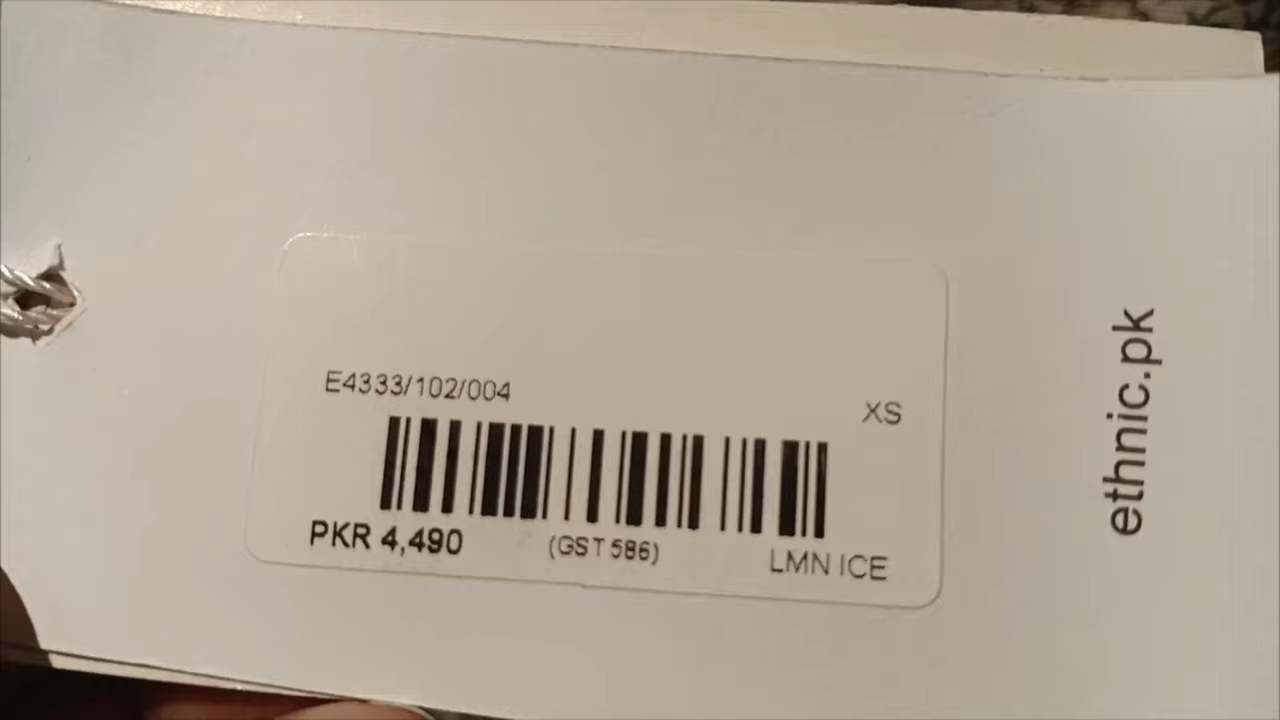 E4333/102/004
XS
PKR 4,490
(GST 586)
LMN ICE
ethnic.pk